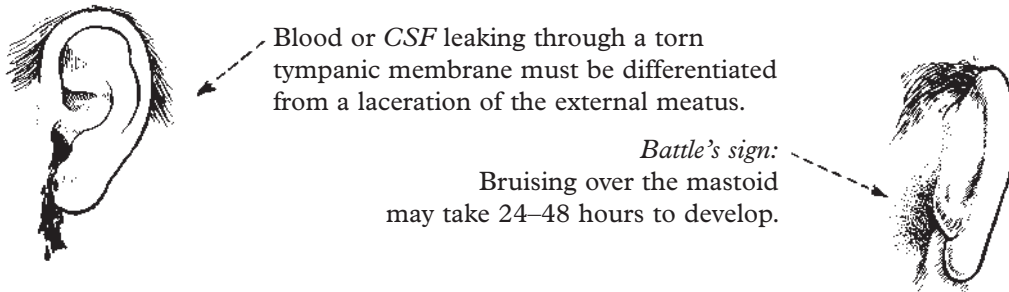 Blood or CSF leaking through a torn
tympanic membrane must be differentiated
from a laceration of the external meatus.
Battle's sign:
Bruising over the mastoid
may take 24–48 hours to develop.